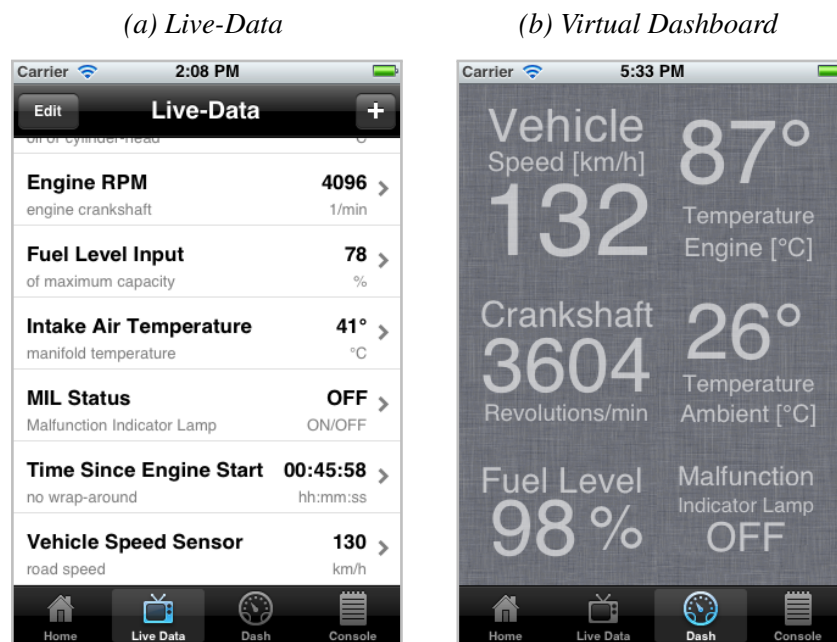 (a) Live-Data
Carrier 2:08 PM
Edit Live-Data +
oil of cylinder-head °C
Engine RPM 4096
engine crankshaft 1/min
Fuel Level Input 78
of maximum capacity %
Intake Air Temperature 41°
manifold temperature °C
MIL Status OFF
Malfunction Indicator Lamp ON/OFF
Time Since Engine Start 00:45:58
no wrap-around hh:mm:ss
Vehicle Speed Sensor 130
road speed km/h
Home Live Data Dash Console
(b) Virtual Dashboard
Carrier 5:33 PM
Vehicle
Speed [km/h]
132
87°
Temperature
Engine [°C]
Crankshaft
3604
Revolutions/min
26°
Temperature
Ambient [°C]
Fuel Level
98 %
Malfunction
Indicator Lamp
OFF
Home Live Data Dash Console